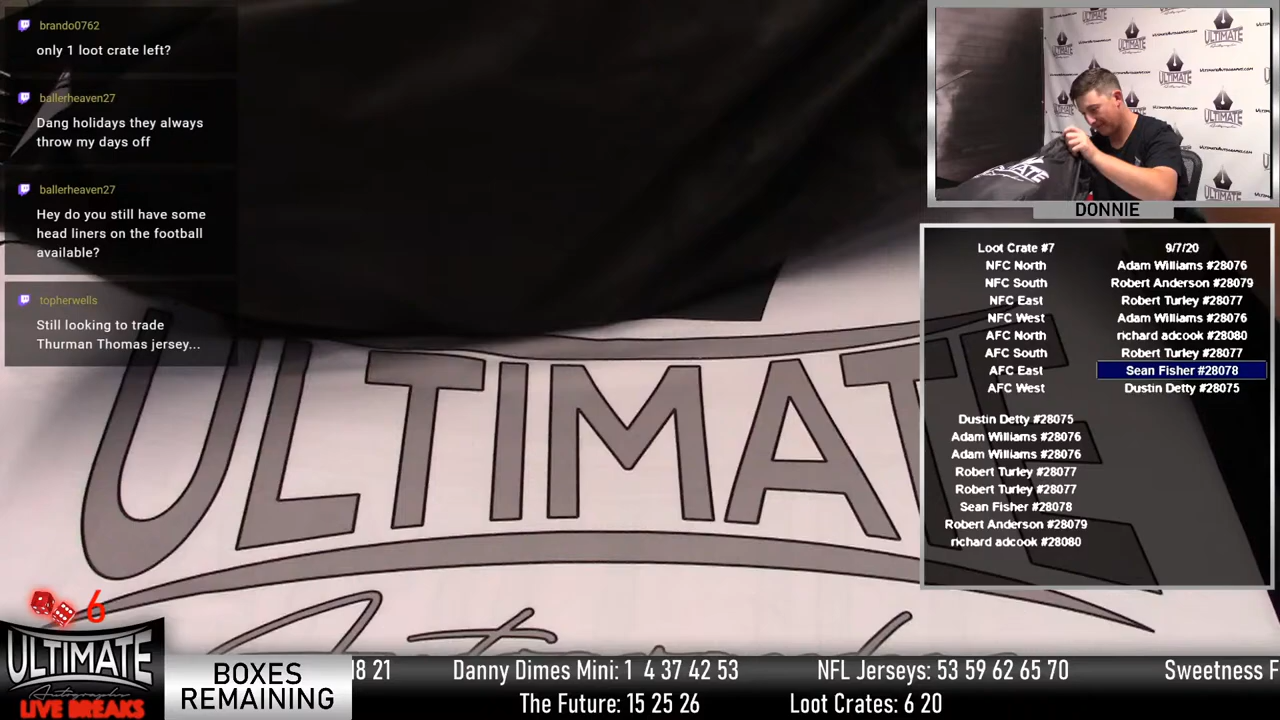 brando0762
only 1 loot crate left?
ballerheaven27
Dang holidays they always
throw my days off
ballerheaven27
Hey do you still have some
head liners on the football
available?
topherwells
Still looking to trade
Thurman Thomas jersey...
ULTIMATE
DONNIE
Loot Crate #7 9/7/20
NFC North Adam Williams #28076
NFC South Robert Anderson #28079
NFC East Robert Turley #28077
NFC West Adam Williams #28076
AFC North richard adcook #28080
AFC South Robert Turley #28077
AFC East Sean Fisher #28078
AFC West Dustin Detty #28075
Dustin Detty #28075
Adam Williams #28076
Adam Williams #28076
Robert Turley #28077
Robert Turley #28077
Sean Fisher #28078
Robert Anderson #28079
richard adcook #28080
ULTIMAT
6
ULTIMATE
Autographs
LIVE BREAKS
BOXES
REMAINING
18 21 Danny Dimes Mini: 1 4 37 42 53 NFL Jerseys: 53 59 62 65 70 Sweetness F
The Future: 15 25 26 Loot Crates: 6 20